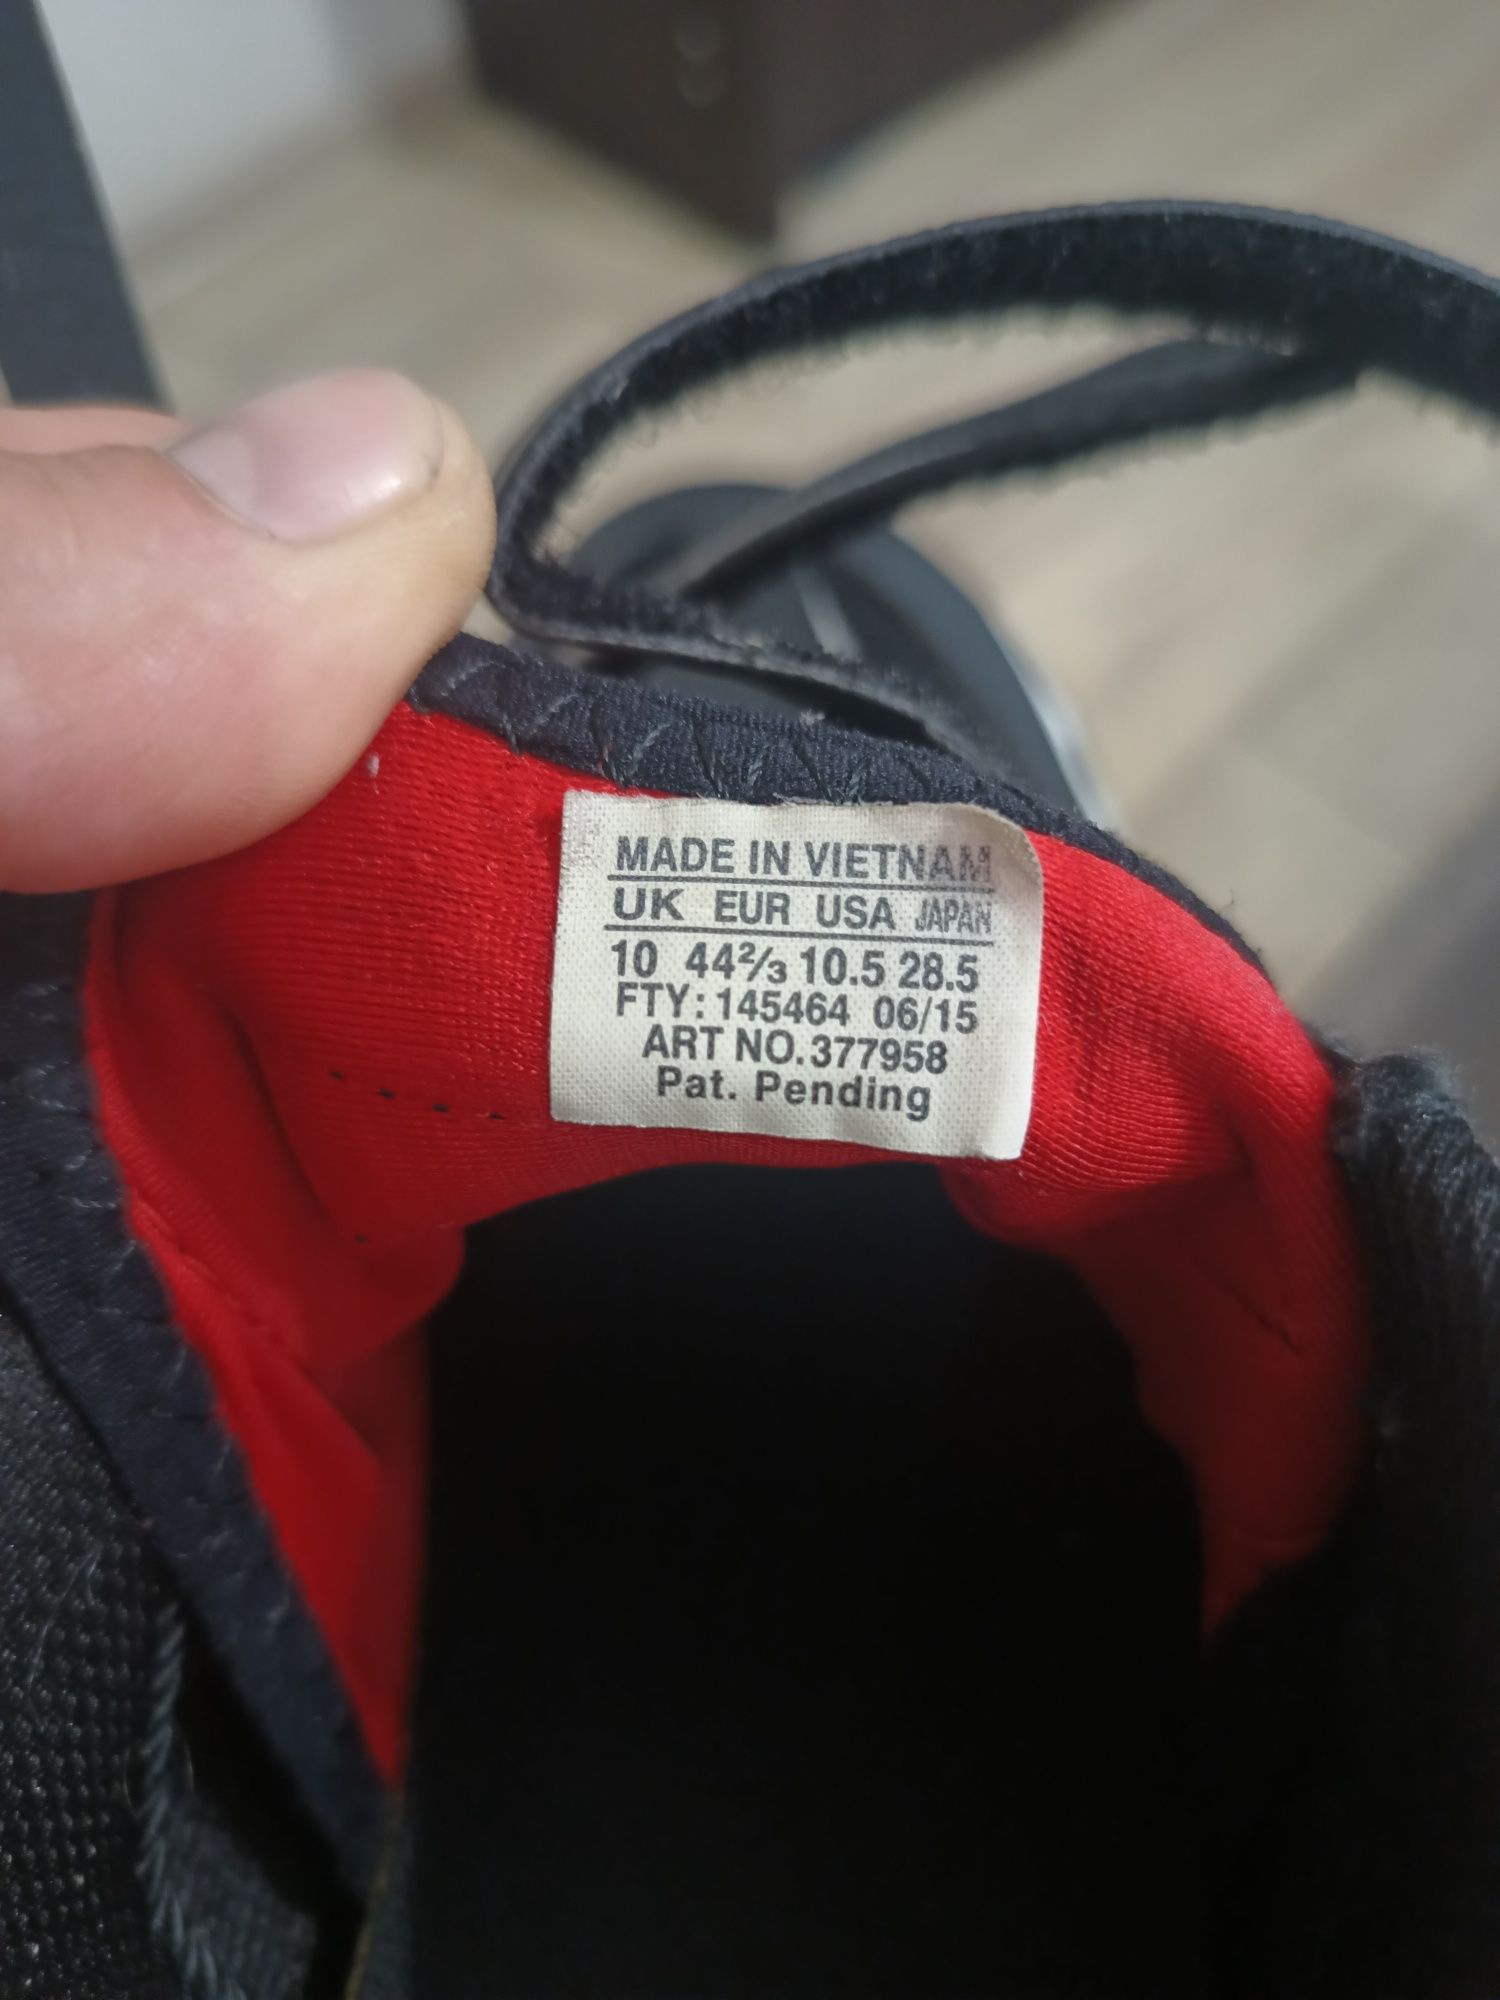 MADE IN VIETNAM
UK EUR USA JAPAN
10 44⅔ 10.5 28.5
FTY: 145464 06/15
ART NO.377958
Pat. Pending